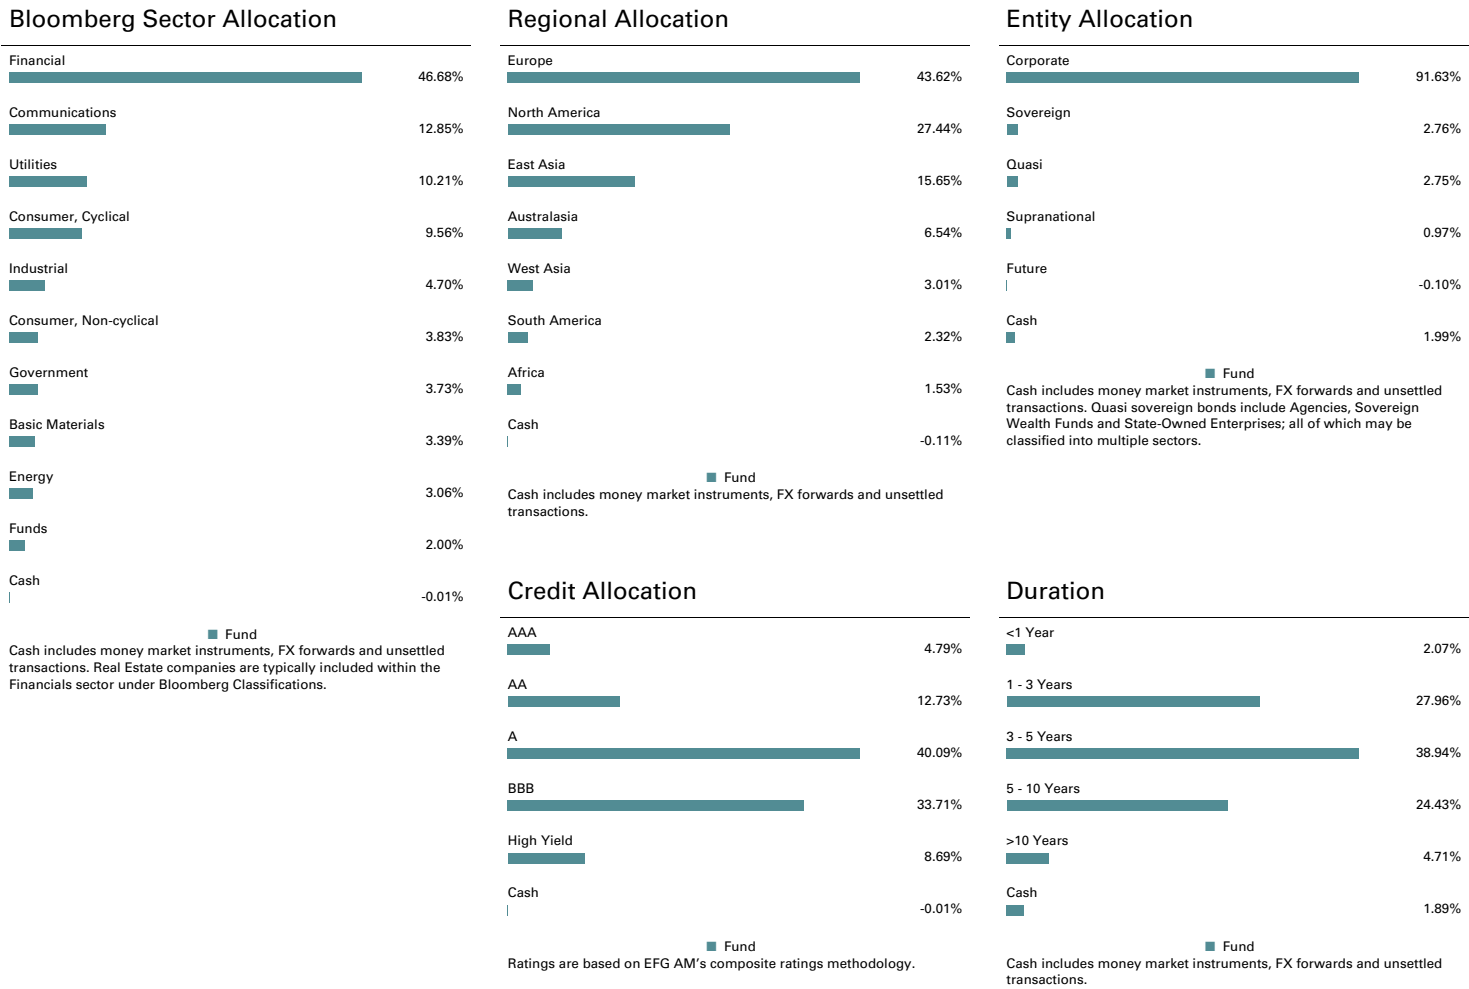 Bloomberg Sector Allocation
Financial
46.68%
Communications
12.85%
Utilities
10.21%
Consumer, Cyclical
9.56%
Industrial
4.70%
Consumer, Non-cyclical
3.83%
Government
3.73%
Basic Materials
3.39%
Energy
3.06%
Funds
2.00%
Cash
-0.01%
Fund
Cash includes money market instruments, FX forwards and unsettled
transactions. Real Estate companies are typically included within the
Financials sector under Bloomberg Classifications.
Regional Allocation
Europe
43.62%
North America
27.44%
East Asia
15.65%
Australasia
6.54%
West Asia
3.01%
South America
2.32%
Africa
1.53%
Cash
-0.11%
Fund
Cash includes money market instruments, FX forwards and unsettled
transactions.
Entity Allocation
Corporate
91.63%
Sovereign
2.76%
Quasi
2.75%
Supranational
0.97%
Future
-0.10%
Cash
1.99%
Fund
Cash includes money market instruments, FX forwards and unsettled
transactions. Quasi sovereign bonds include Agencies, Sovereign
Wealth Funds and State-Owned Enterprises; all of which may be
classified into multiple sectors.
Credit Allocation
AAA
4.79%
AA
12.73%
A
40.09%
BBB
33.71%
High Yield
8.69%
Cash
-0.01%
Fund
Ratings are based on EFG AM's composite ratings methodology.
Duration
<1 Year
2.07%
1 - 3 Years
27.96%
3 - 5 Years
38.94%
5 - 10 Years
24.43%
>10 Years
4.71%
Cash
1.89%
Fund
Cash includes money market instruments, FX forwards and unsettled
transactions.